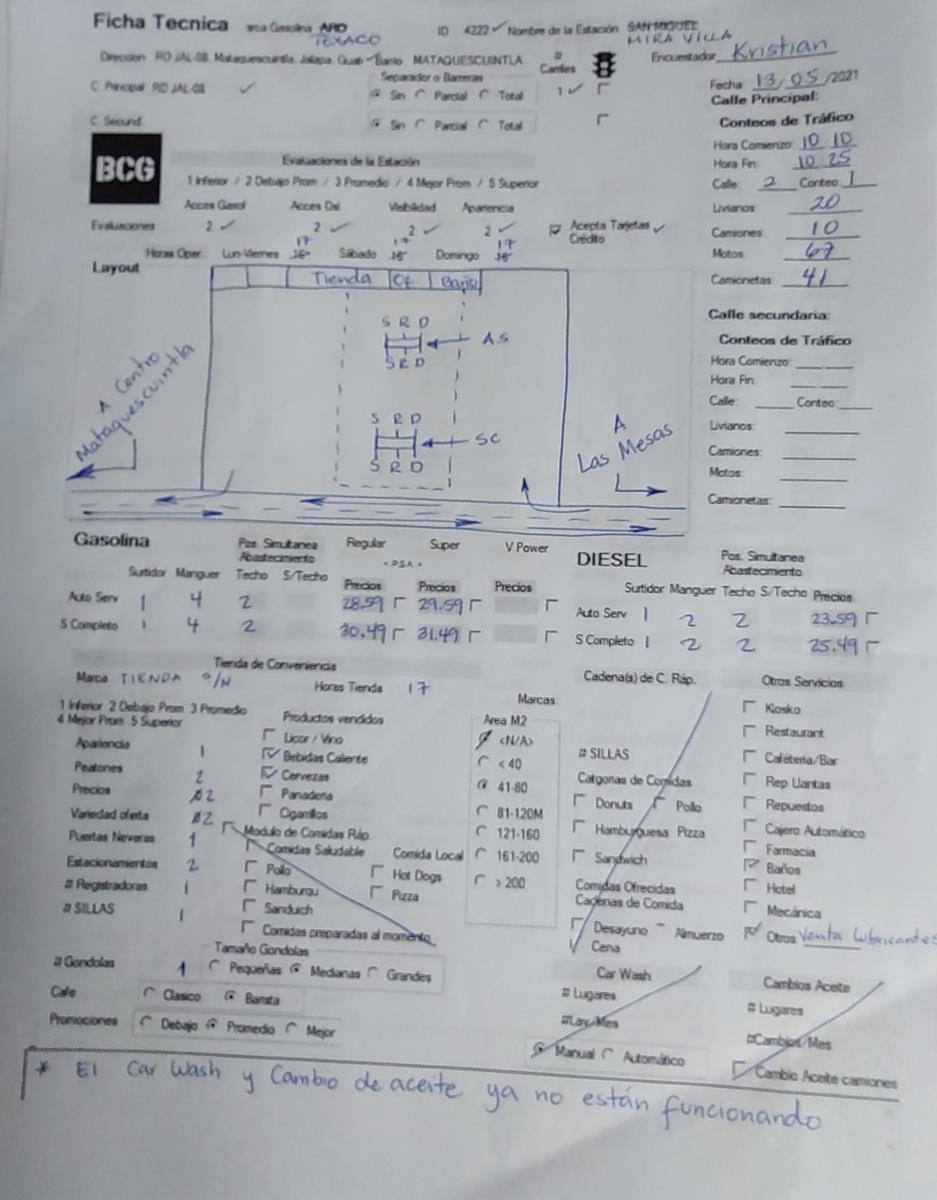 Ficha Tecnica arca Gasolina ARD ID 4222 ✓ Nombre de la Estación SAN MIGUEL
TEXACO MIRA VILLA
Encuestador Kristian
Direccion RD JAL-08. Mataquescuintla, Jalapa, Guat Barrio MATAQUESCUINTLA
# Carriles
C Principal RD JAL-08 ✓
Separador o Barreras
Sin Parcial Total 1 ✓
C Secund.
Sin Parcial Total
Fecha 13/05/2021
Calle Principal:
Conteos de Tráfico
Hora Comienzo: 10 10
Hora Fin: 10 25
Calle: 2 Conteo: 1
Livianos: 20
Camiones: 10
Motos: 67
Camionetas: 41
BCG
Evaluaciones de la Estación
1 Inferior / 2 Debajo Prom / 3 Promedio / 4 Mejor Prom / 5 Superior
Acces Gasol Acces Dsl Visibilidad Apariencia
Evaluaciones 2 ✓ 2 ✓ 2 ✓ 2 ✓
Acepta Tarjetas ✓
Crédito
17 17 17
Horas Oper: Lun-Viernes Sábado Domingo
Layout
Tienda Of Baño
S R D
AS
S R D
S R D
SC
S R D
A Centro
Mataquescuintla
A
Las Mesas
Calle secundaria:
Conteos de Tráfico
Hora Comienzo:
Hora Fin:
Calle: Conteo:
Livianos:
Camiones:
Motos:
Camionetas:
Gasolina
Pos. Simultanea
Abastecimiento
Regular Super V Power
<PSA>
Surtidor Manguer Techo S/Techo Precios Precios Precios
Auto Serv 1 4 2 28.59 29.59
S Completo 1 4 2 30.49 31.49
DIESEL
Pos. Simultanea
Abastecimiento
Surtidor Manguer Techo S/Techo Precios
Auto Serv 1 2 2 23.59
S Completo 1 2 2 25.49
Tienda de Conveniencia
Marca TIENDA S/N Horas Tienda 17
1 Inferior 2 Debajo Prom 3 Promedio
4 Mejor Prom 5 Superior
Apariencia 1
Peatones 2
Precios 2
Variedad oferta 2
Puertas Neveras 1
Estacionamientos 2
# Registradoras 1
# SILLAS 1
# Gondolas 1
Productos vendidos
Licor / Vino
Bebidas Caliente
Cervezas
Panaderia
Cigarrillos
Modulo de Comidas Ráp.
Comidas Saludable
Pollo
Hamburgu
Sandwich
Comidas preparadas al momento
Comida Local
Hot Dogs
Pizza
Tamaño Gondolas
Pequeñas Medianas Grandes
Cafe Clasico Barista
Promociones Debajo Promedio Mejor
Marcas
Area M2
<N/A>
< 40
41-80
81-120M
121-160
161-200
> 200
Cadena(s) de C. Ráp.
# SILLAS
Catgorias de Comidas
Donuts Pollo
Hamburguesa Pizza
Sandwich
Comidas Ofrecidas
Cadenas de Comida
Desayuno Almuerzo
Cena
Otros Servicios
Kiosko
Restaurant
Cafeteria/Bar
Rep Llantas
Repuestos
Cajero Automático
Farmacia
Baños
Hotel
Mecánica
Otros Venta Lubricantes
Car Wash
# Lugares
#Lav/Mes
Manual Automático
Cambios Aceite
# Lugares
#Cambios/Mes
Cambio Aceite camiones
* El Car Wash y Cambio de aceite ya no están funcionando